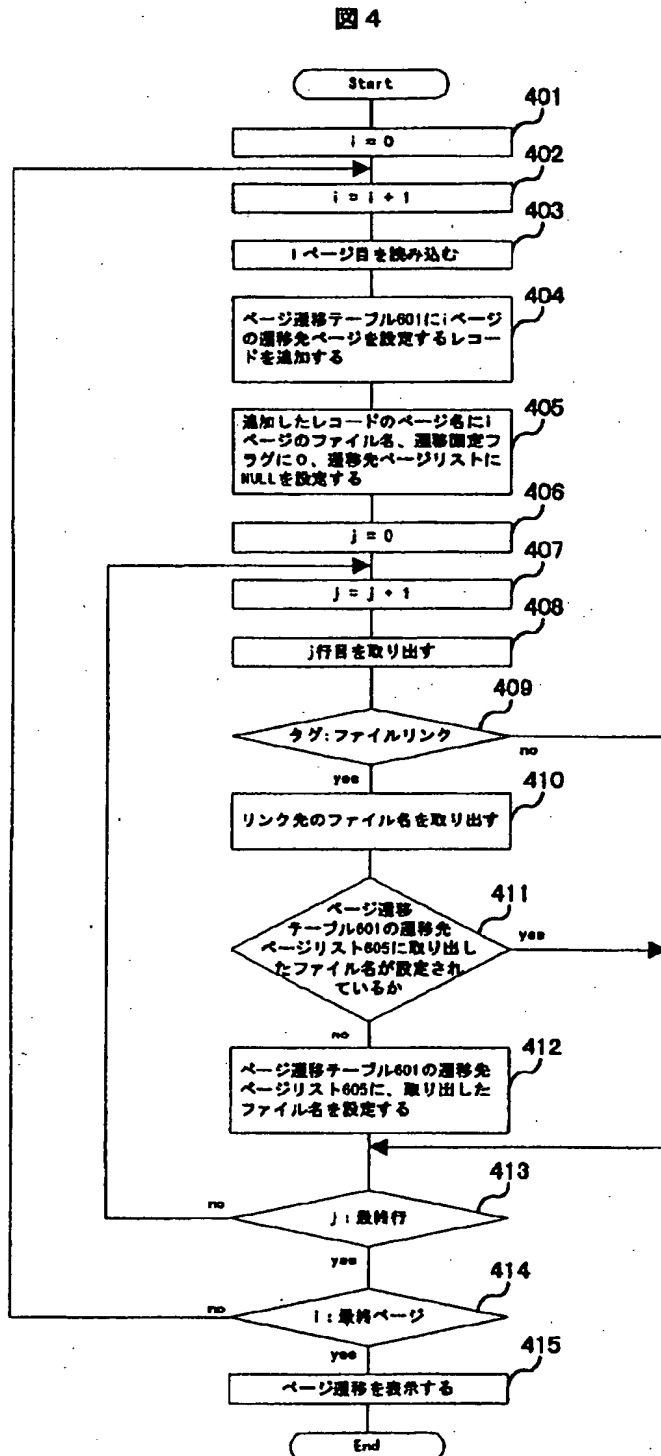 図4
Start
401
i = 0
402
i = i + 1
403
iページ目を読み込む
404
ページ遷移テーブル601にiページ
の遷移先ページを設定するレコー
ドを追加する
405
追加したレコードのページ名にi
ページのファイル名、遷移固定フ
ラグに0、遷移先ページリストに
NULLを設定する
406
j = 0
407
j = j + 1
408
j行目を取り出す
409
タグ:ファイルリンク
no
yes
410
リンク先のファイル名を取り出す
411
ページ遷移
テーブル601の遷移先
ページリスト605に取り出し
たファイル名が設定され
ているか
yes
no
412
ページ遷移テーブル601の遷移先
ページリスト605に、取り出した
ファイル名を設定する
413
no
j:最終行
yes
414
no
i:最終ページ
yes
415
ページ遷移を表示する
End